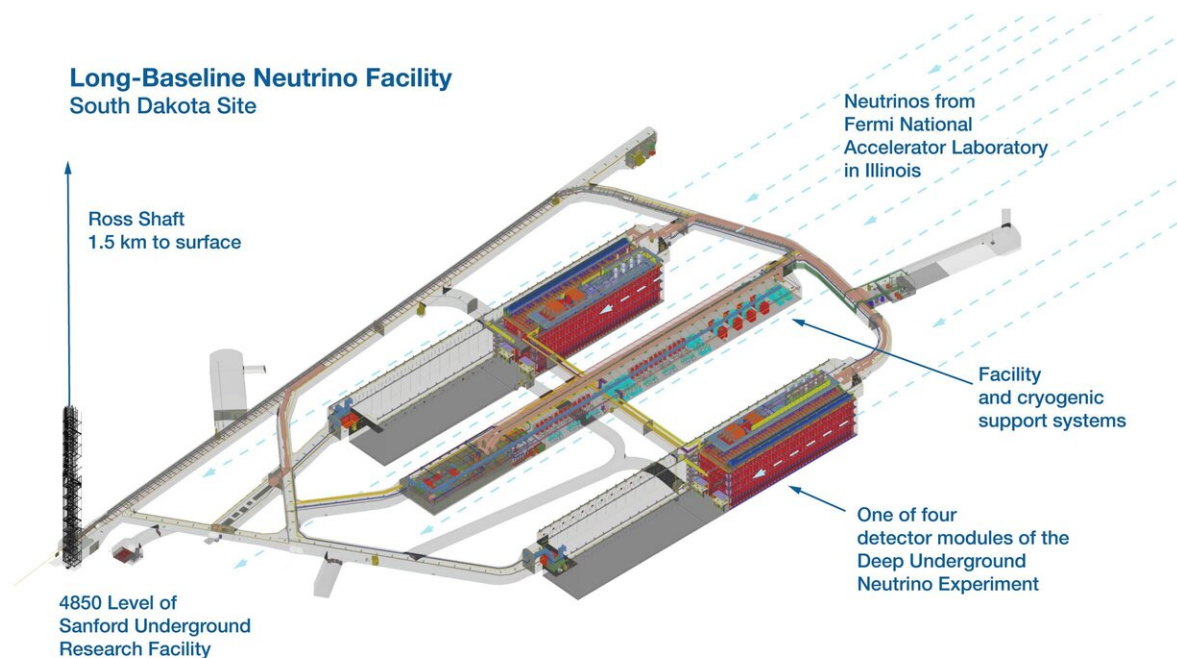 Long-Baseline Neutrino Facility
South Dakota Site
Neutrinos from
Fermi National
Accelerator Laboratory
in Illinois
Ross Shaft
1.5 km to surface
Facility
and cryogenic
support systems
One of four
detector modules of the
Deep Underground
Neutrino Experiment
4850 Level of
Sanford Underground
Research Facility